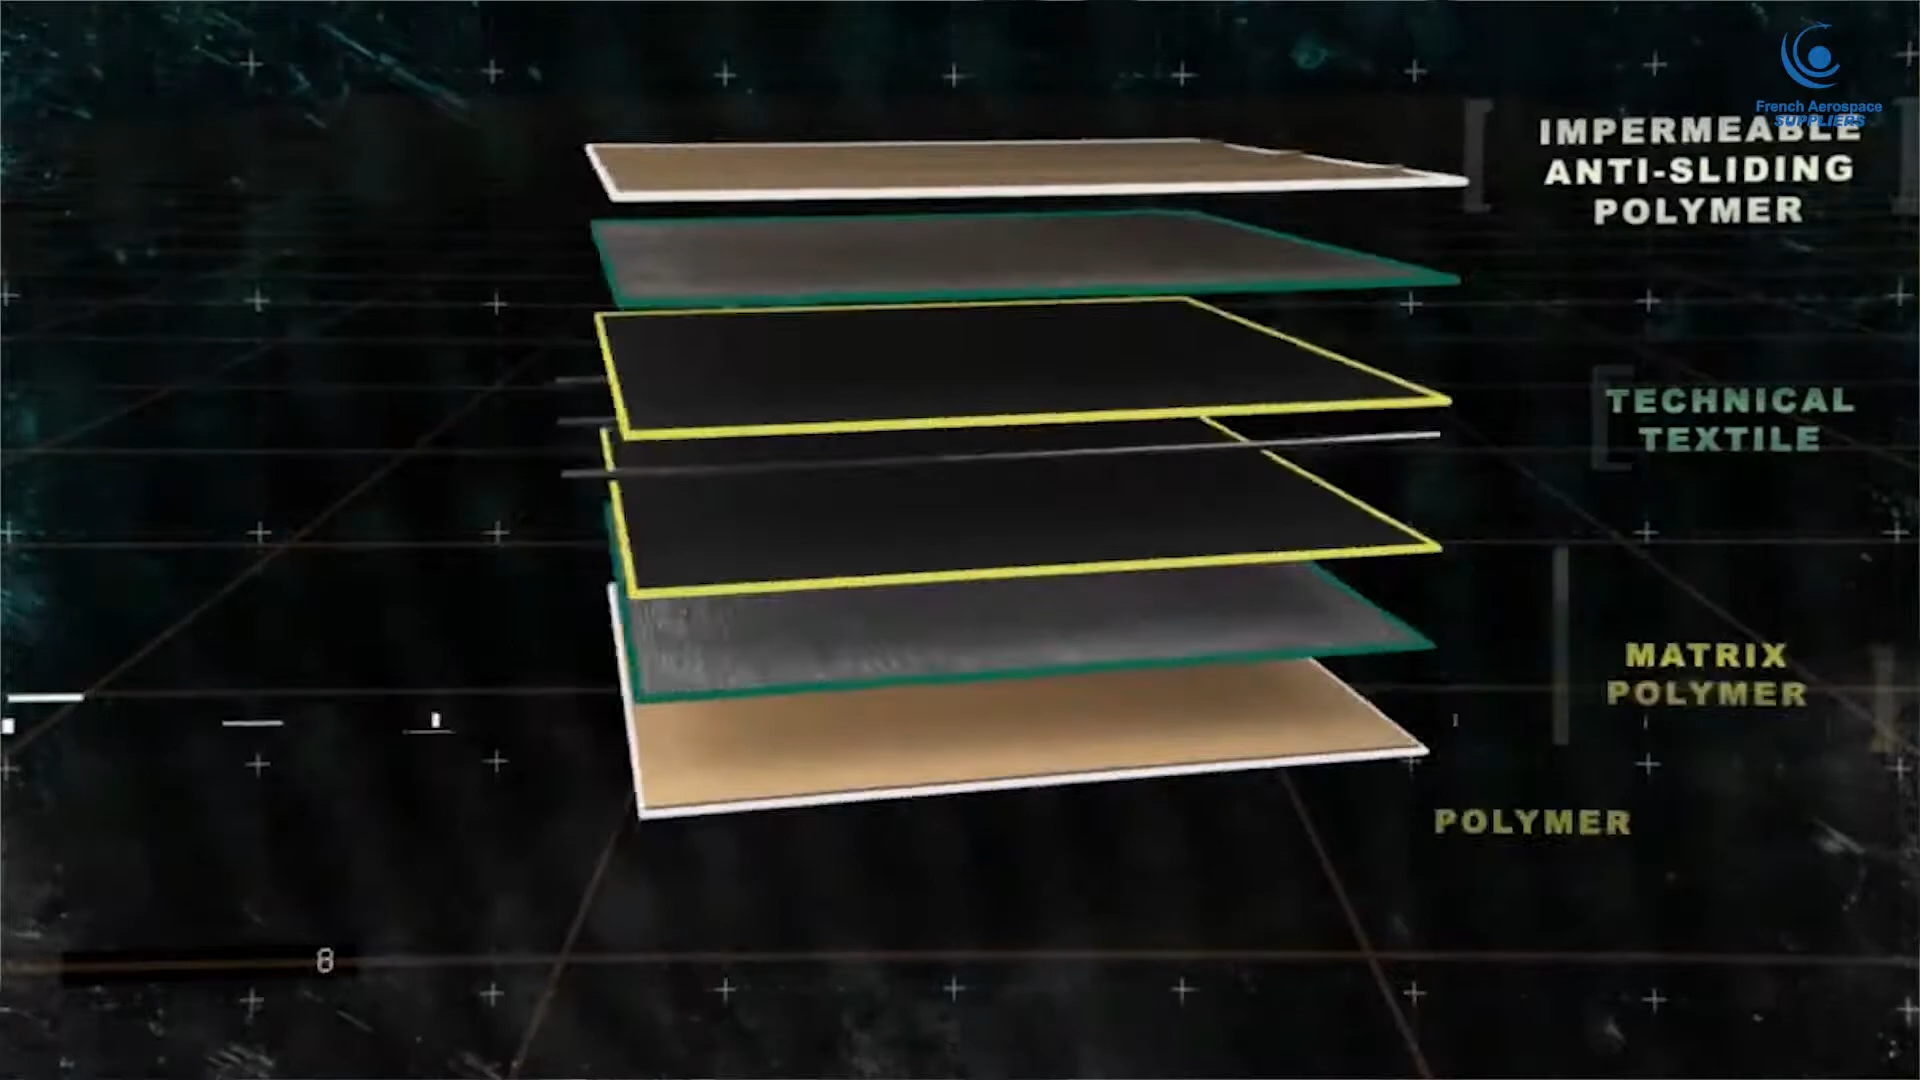 French Aerospace
SUPPLIERS
IMPERMEABLE
ANTI-SLIDING
POLYMER
TECHNICAL
TEXTILE
MATRIX
POLYMER
POLYMER
8